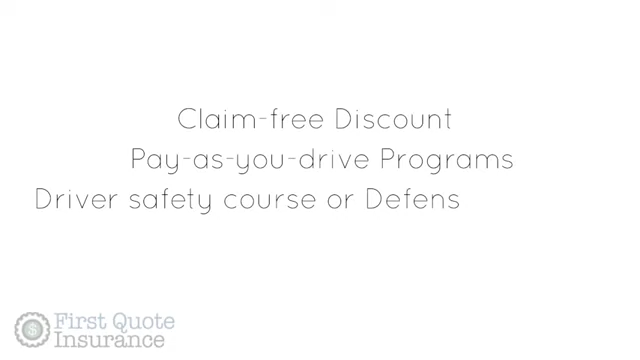 Claim-free Discount
Pay-as-you-drive Programs
Driver safety course or Defens
First Quote
Insurance